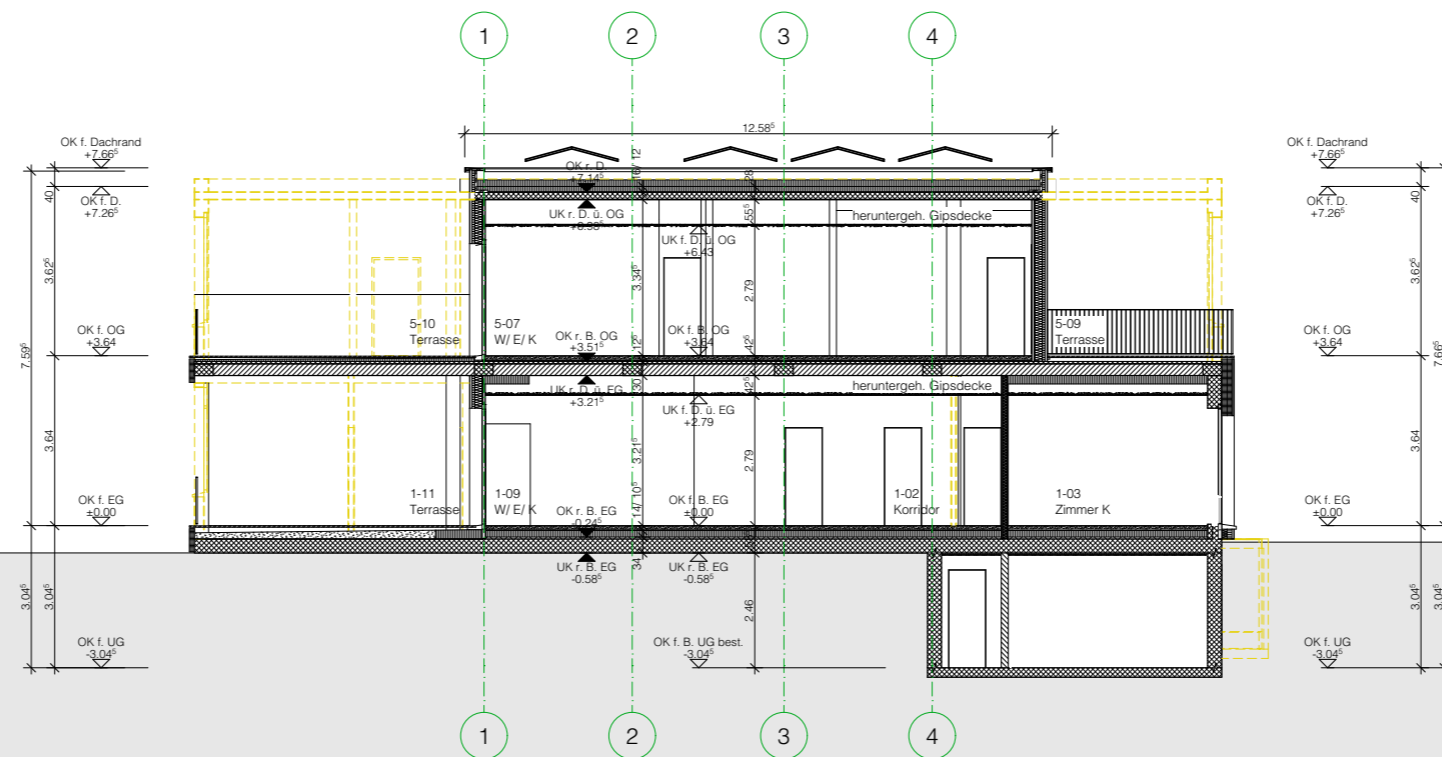 1
2
3
4
12.58⁵
OK f. Dachrand
+7.66⁵
OK f. Dachrand
+7.66⁵
OK r. D.
+7.14⁵
16/ 12
28
40
OK f. D.
+7.26⁵
40
OK f. D.
+7.26⁵
UK r. D. ü. OG
55⁵
heruntergeh. Gipsdecke
UK f. D. ü. OG
+6.43
3.62⁵
3.34⁵
2.79
3.62⁵
5-10
Terrasse
5-07
W/ E/ K
5-09
Terrasse
OK f. OG
+3.64
OK r. B. OG
+3.51⁵
OK f. B. OG
+3.64
OK f. OG
+3.64
12⁵
42⁵
7.59⁵
7.66⁵
30
42⁵
UK r. D. ü. EG
+3.21⁵
heruntergeh. Gipsdecke
UK f. D. ü. EG
+2.79
3.64
3.21⁵
2.79
3.64
1-11
Terrasse
1-09
W/ E/ K
1-02
Korridor
1-03
Zimmer K
OK f. EG
±0.00
OK r. B. EG
-0.24⁵
OK f. B. EG
±0.00
OK f. EG
±0.00
14/ 10⁵
34
UK r. B. EG
-0.58⁵
UK r. B. EG
-0.58⁵
3.04⁵
3.04⁵
2.46
3.04⁵
3.04⁵
OK f. UG
-3.04⁵
OK f. B. UG best.
-3.04⁵
OK f. UG
-3.04⁵
1
2
3
4